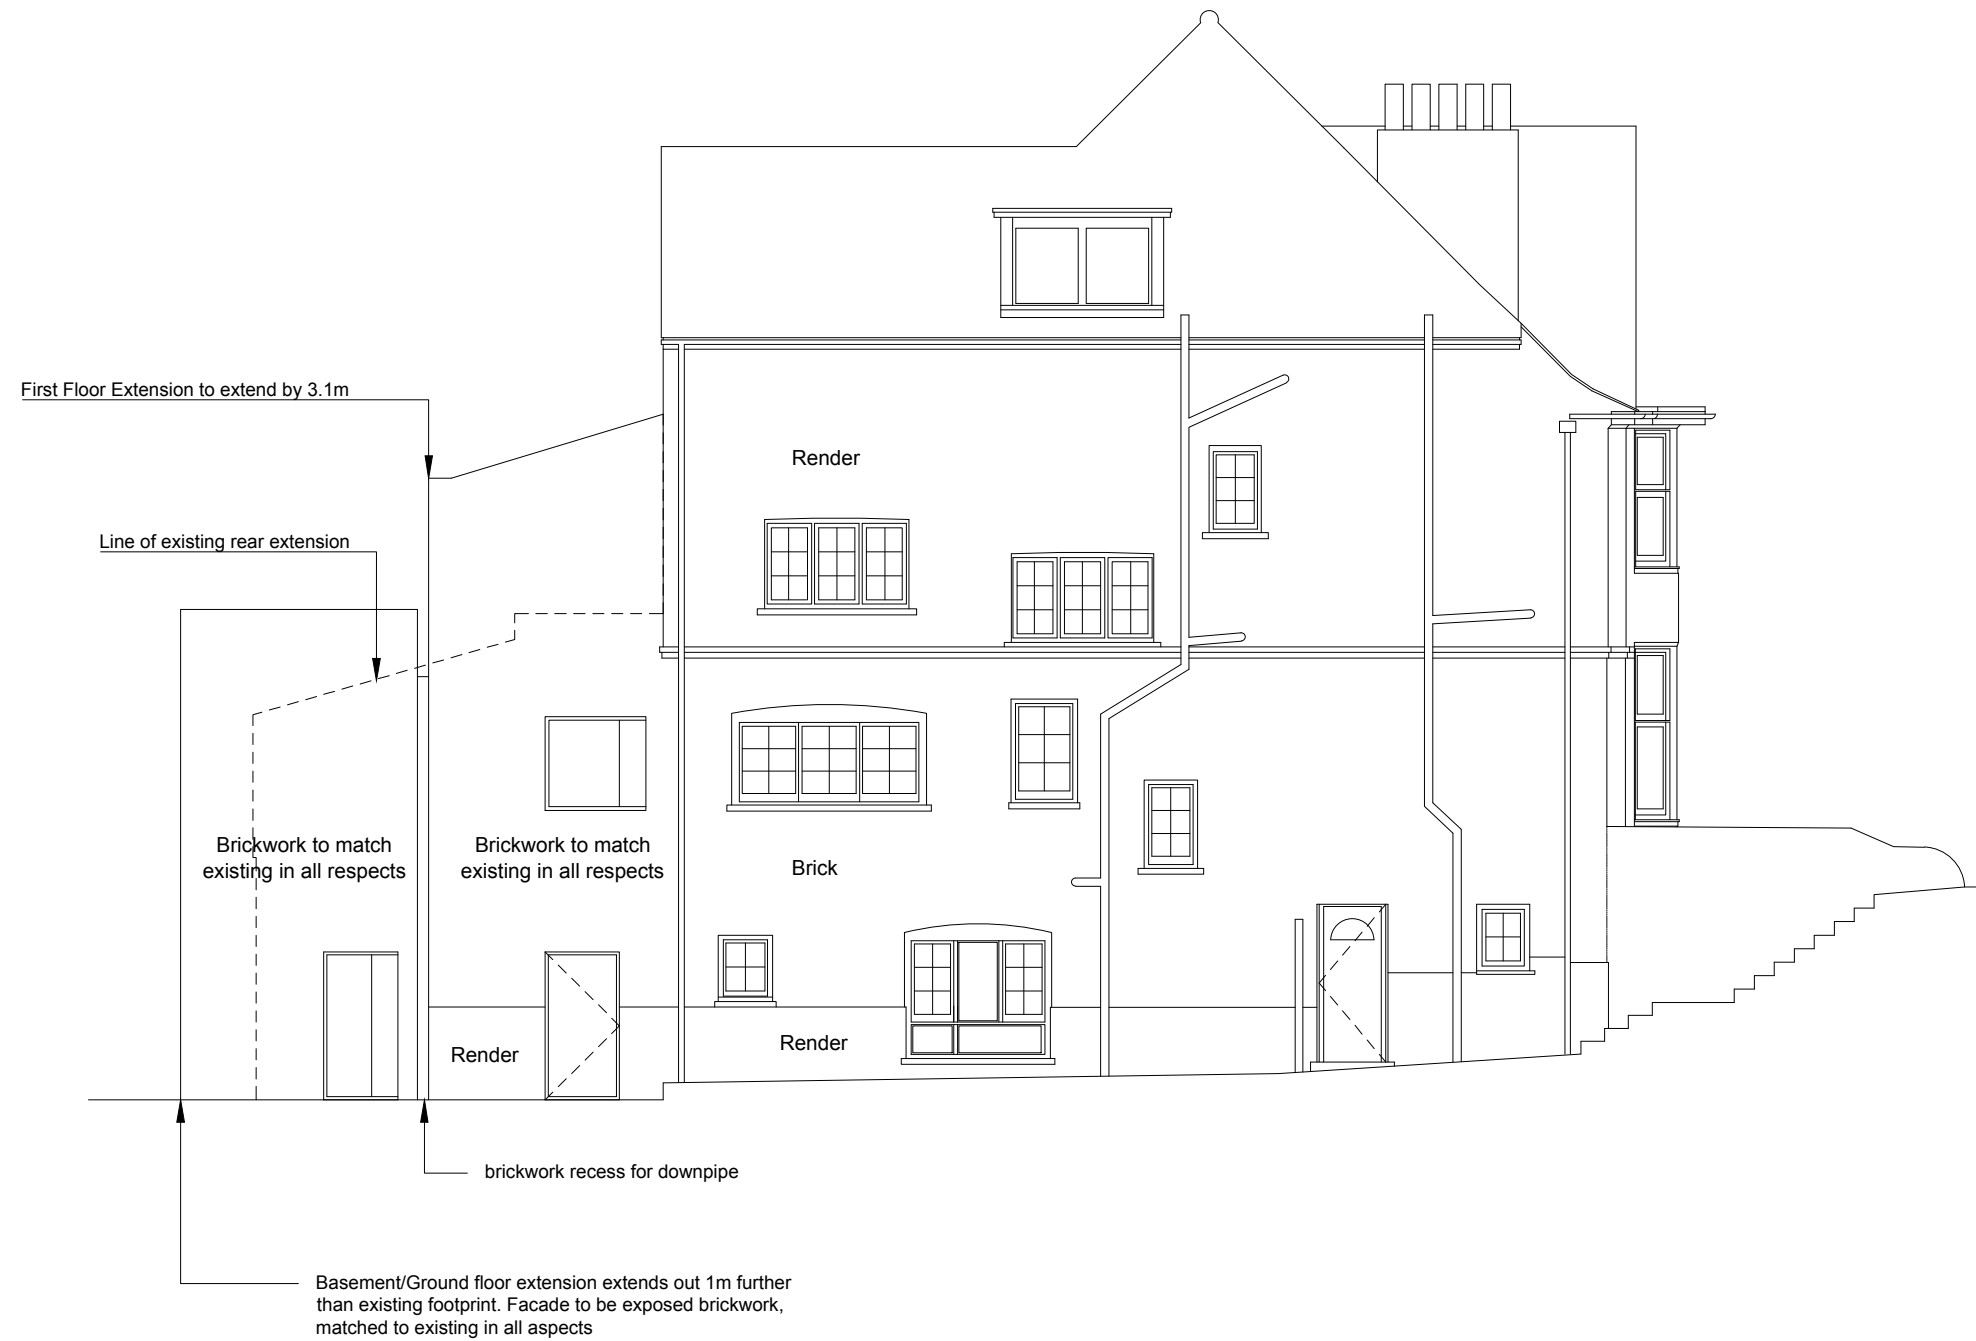 First Floor Extension to extend by 3.1m
Render
Line of existing rear extension
Brickwork to match
existing in all respects
Brickwork to match
existing in all respects
Brick
Render
Render
brickwork recess for downpipe
Basement/Ground floor extension extends out 1m further
than existing footprint. Facade to be exposed brickwork,
matched to existing in all aspects